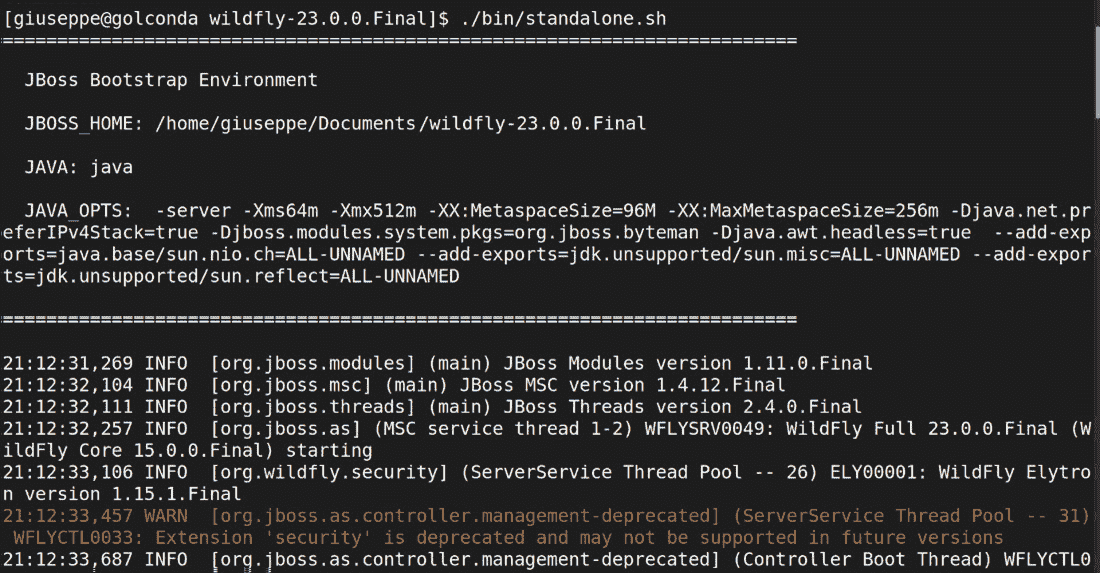 [giuseppe@golconda wildfly-23.0.0.Final]$ ./bin/standalone.sh
=========================================================================
JBoss Bootstrap Environment
JBOSS_HOME: /home/giuseppe/Documents/wildfly-23.0.0.Final
JAVA: java
JAVA_OPTS:  -server -Xms64m -Xmx512m -XX:MetaspaceSize=96M -XX:MaxMetaspaceSize=256m -Djava.net.pr
eferIPv4Stack=true -Djboss.modules.system.pkgs=org.jboss.byteman -Djava.awt.headless=true  --add-exp
orts=java.base/sun.nio.ch=ALL-UNNAMED --add-exports=jdk.unsupported/sun.misc=ALL-UNNAMED --add-expor
ts=jdk.unsupported/sun.reflect=ALL-UNNAMED
=========================================================================
21:12:31,269 INFO  [org.jboss.modules] (main) JBoss Modules version 1.11.0.Final
21:12:32,104 INFO  [org.jboss.msc] (main) JBoss MSC version 1.4.12.Final
21:12:32,111 INFO  [org.jboss.threads] (main) JBoss Threads version 2.4.0.Final
21:12:32,257 INFO  [org.jboss.as] (MSC service thread 1-2) WFLYSRV0049: WildFly Full 23.0.0.Final (W
ildFly Core 15.0.0.Final) starting
21:12:33,106 INFO  [org.wildfly.security] (ServerService Thread Pool -- 26) ELY00001: WildFly Elytro
n version 1.15.1.Final
21:12:33,457 WARN  [org.jboss.as.controller.management-deprecated] (ServerService Thread Pool -- 31)
WFLYCTL0033: Extension 'security' is deprecated and may not be supported in future versions
21:12:33,687 INFO  [org.jboss.as.controller.management-deprecated] (Controller Boot Thread) WFLYCTL0